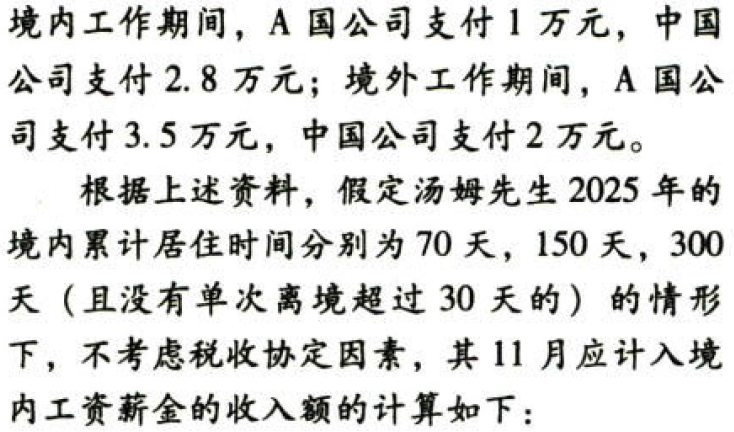 境内工作期间，A 国公司支付 1 万元，中国
公司支付 2.8 万元；境外工作期间，A 国公
司支付 3.5 万元，中国公司支付 2 万元。
根据上述资料，假定汤姆先生 2025 年的
境内累计居住时间分别为 70 天，150 天，300
天（且没有单次离境超过 30 天的）的情形
下，不考虑税收协定因素，其 11 月应计入境
内工资薪金的收入额的计算如下：